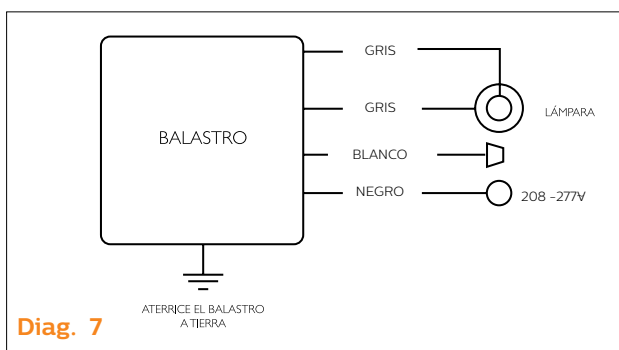 GRIS
GRIS
LÁMPARA
BALASTRO
BLANCO
NEGRO
208 -277V
ATERRICE EL BALASTRO
A TIERRA
Diag. 7